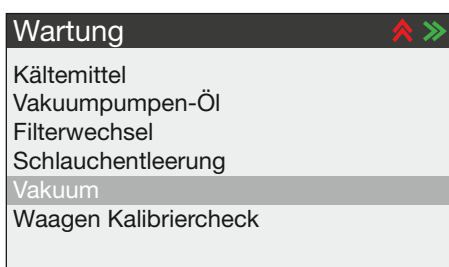 Wartung
Kältemittel
Vakuumpumpen-Öl
Filterwechsel
Schlauchentleerung
Vakuum
Waagen Kalibriercheck